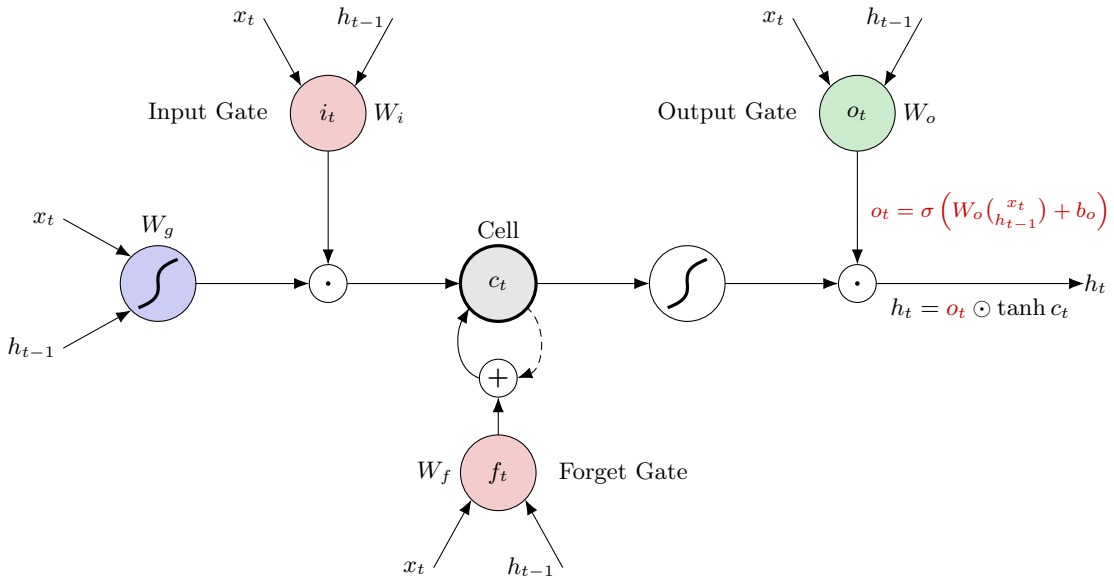 x_t h_{t-1}
x_t h_{t-1}
Input Gate i_t W_i
Output Gate o_t W_o
o_t = σ(W_o(x_t h_{t-1}) + b_o)
x_t
W_g
Cell
·
c_t
·
h_t
h_t = o_t ⊙ tanh c_t
h_{t-1}
+
W_f f_t Forget Gate
x_t h_{t-1}